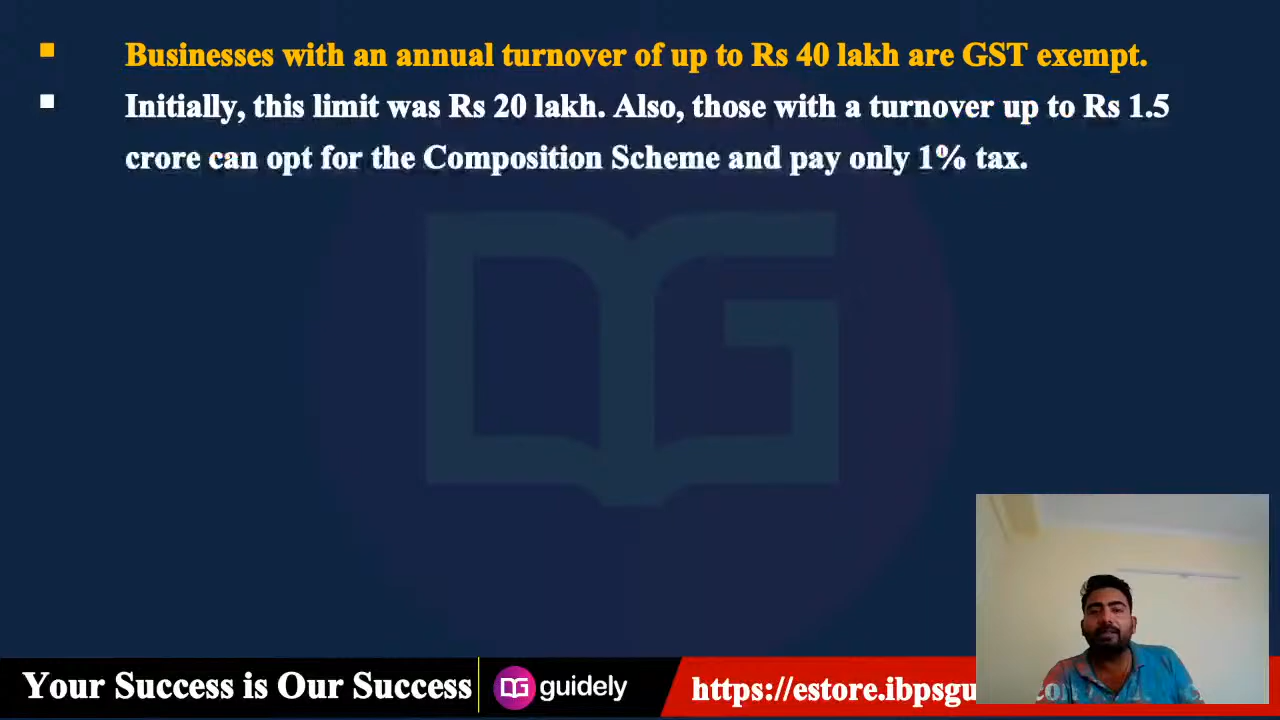 Businesses with an annual turnover of up to Rs 40 lakh are GST exempt.
Initially, this limit was Rs 20 lakh. Also, those with a turnover up to Rs 1.5
crore can opt for the Composition Scheme and pay only 1% tax.
Your Success is Our Success
guidely
https://estore.ibpsgu